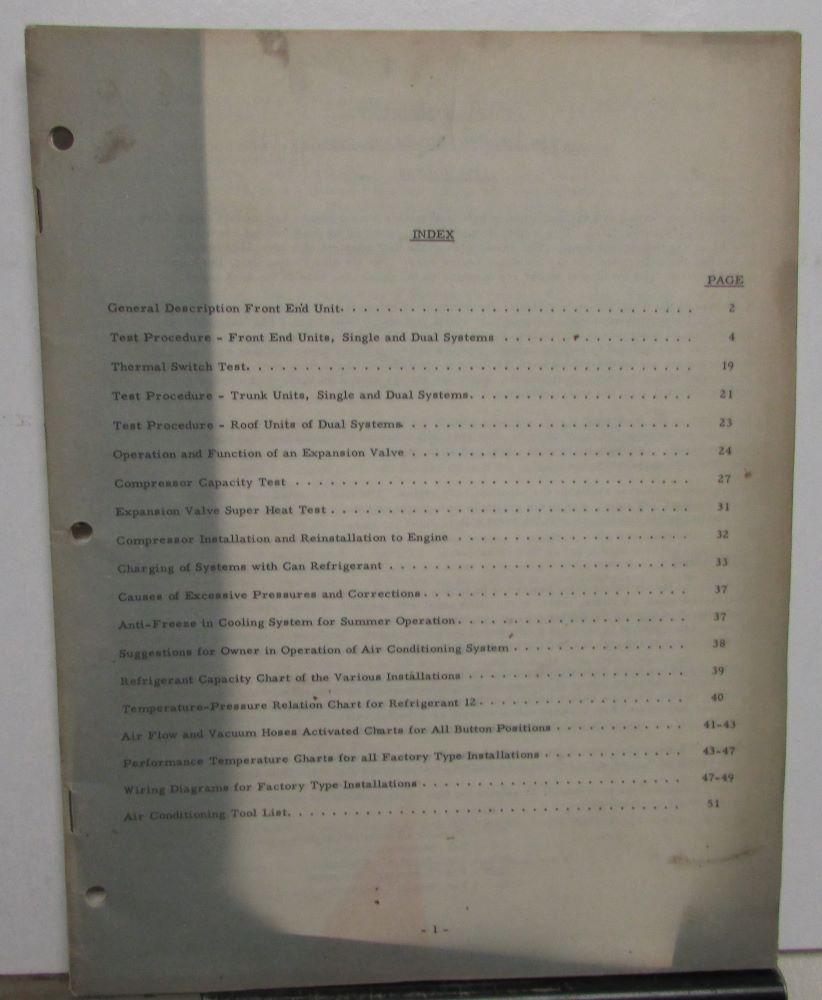 INDEX
PAGE
General Description Front End Unit. . . . . . . . . . . . . . . . . . . . . . . . . . . . . . . 2
Test Procedure - Front End Units, Single and Dual Systems . . . . . . . . . . . . . . . . 4
Thermal Switch Test. . . . . . . . . . . . . . . . . . . . . . . . . . . . . . . . . . . . . . . 19
Test Procedure - Trunk Units, Single and Dual Systems. . . . . . . . . . . . . . . . . . . 21
Test Procedure - Roof Units of Dual Systems . . . . . . . . . . . . . . . . . . . . . . . . 23
Operation and Function of an Expansion Valve . . . . . . . . . . . . . . . . . . . . . . . 24
Compressor Capacity Test . . . . . . . . . . . . . . . . . . . . . . . . . . . . . . . . . . 27
Expansion Valve Super Heat Test . . . . . . . . . . . . . . . . . . . . . . . . . . . . . . 31
Compressor Installation and Reinstallation to Engine . . . . . . . . . . . . . . . . . . . 32
Charging of Systems with Can Refrigerant . . . . . . . . . . . . . . . . . . . . . . . . . 33
Causes of Excessive Pressures and Corrections. . . . . . . . . . . . . . . . . . . . . . . 37
Anti-Freeze in Cooling System for Summer Operation. . . . . . . . . . . . . . . . . . . . 37
Suggestions for Owner in Operation of Air Conditioning System . . . . . . . . . . . . . . 38
Refrigerant Capacity Chart of the Various Installations . . . . . . . . . . . . . . . . . . 39
Temperature-Pressure Relation Chart for Refrigerant 12. . . . . . . . . . . . . . . . . . 40
Air Flow and Vacuum Hoses Activated Charts for All Button Positions . . . . . . . . . . . 41-43
Performance Temperature Charts for all Factory Type Installations . . . . . . . . . . . . 43-47
Wiring Diagrams for Factory Type Installations . . . . . . . . . . . . . . . . . . . . . . 47-49
Air Conditioning Tool List. . . . . . . . . . . . . . . . . . . . . . . . . . . . . . . . . . 51
- 1 -